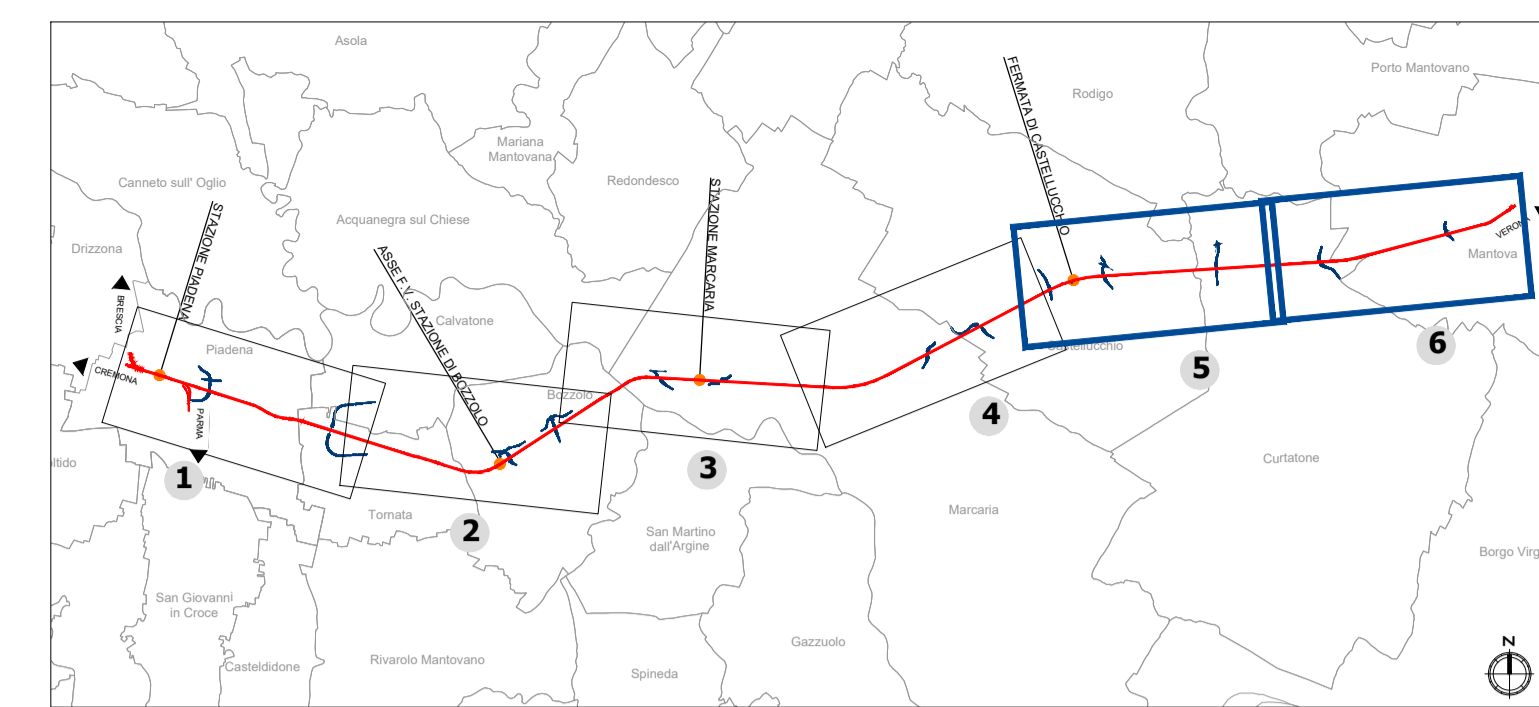 Asola
Porto Mantovano
Rodigo
FERMATA DI CASTELLUCCHIO
Mariana
Mantovana
Canneto sull' Oglio
Redondesco
STAZIONE MARCARIA
STAZIONE PIADENA
Acquanegra sul Chiese
Drizzona
ASSE F.V. STAZIONE DI BOZZOLO
VERON
Mantova
BRESCIA
Calvatone
Piadena
Castellucchio
6
CREMONA
5
Bozzolo
PARMA
4
ltido
1
3
Curtatone
Tornata
2
Marcaria
San Martino
dall'Argine
Borgo Virg
San Giovanni
in Croce
Gazzuolo
N
Casteldidone
Rivarolo Mantovano
Spineda